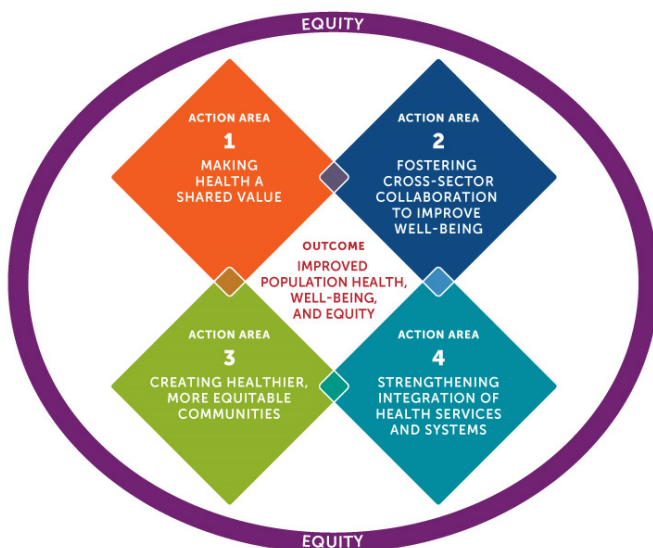 EQUITY
ACTION AREA
1
MAKING
HEALTH A
SHARED VALUE
ACTION AREA
2
FOSTERING
CROSS-SECTOR
COLLABORATION
TO IMPROVE
WELL-BEING
OUTCOME
IMPROVED
POPULATION HEALTH,
WELL-BEING,
AND EQUITY
ACTION AREA
3
CREATING HEALTHIER,
MORE EQUITABLE
COMMUNITIES
ACTION AREA
4
STRENGTHENING
INTEGRATION OF
HEALTH SERVICES
AND SYSTEMS
EQUITY